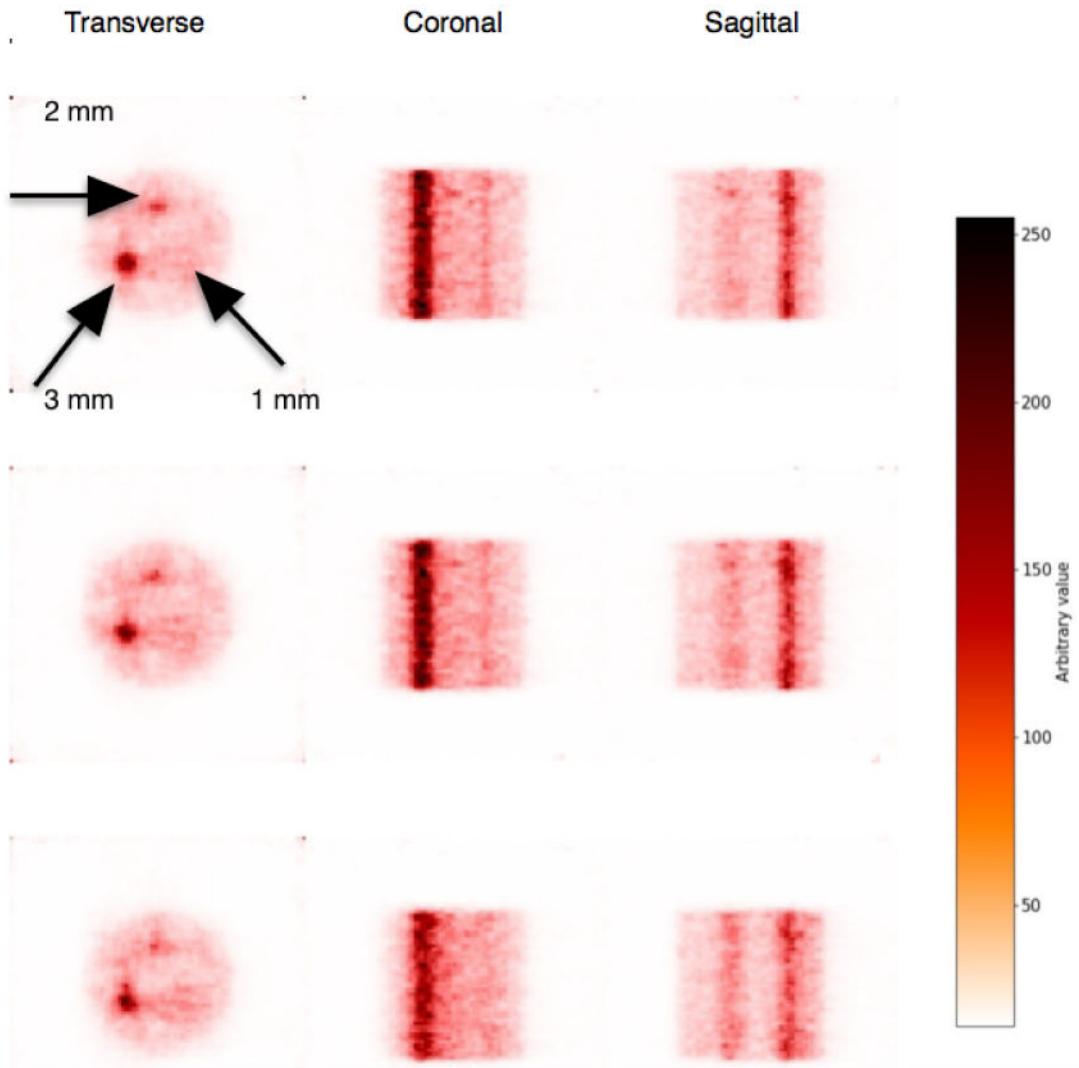 Transverse
Coronal
Sagittal
2 mm
3 mm
1 mm
250
200
150
100
50
Arbitrary value